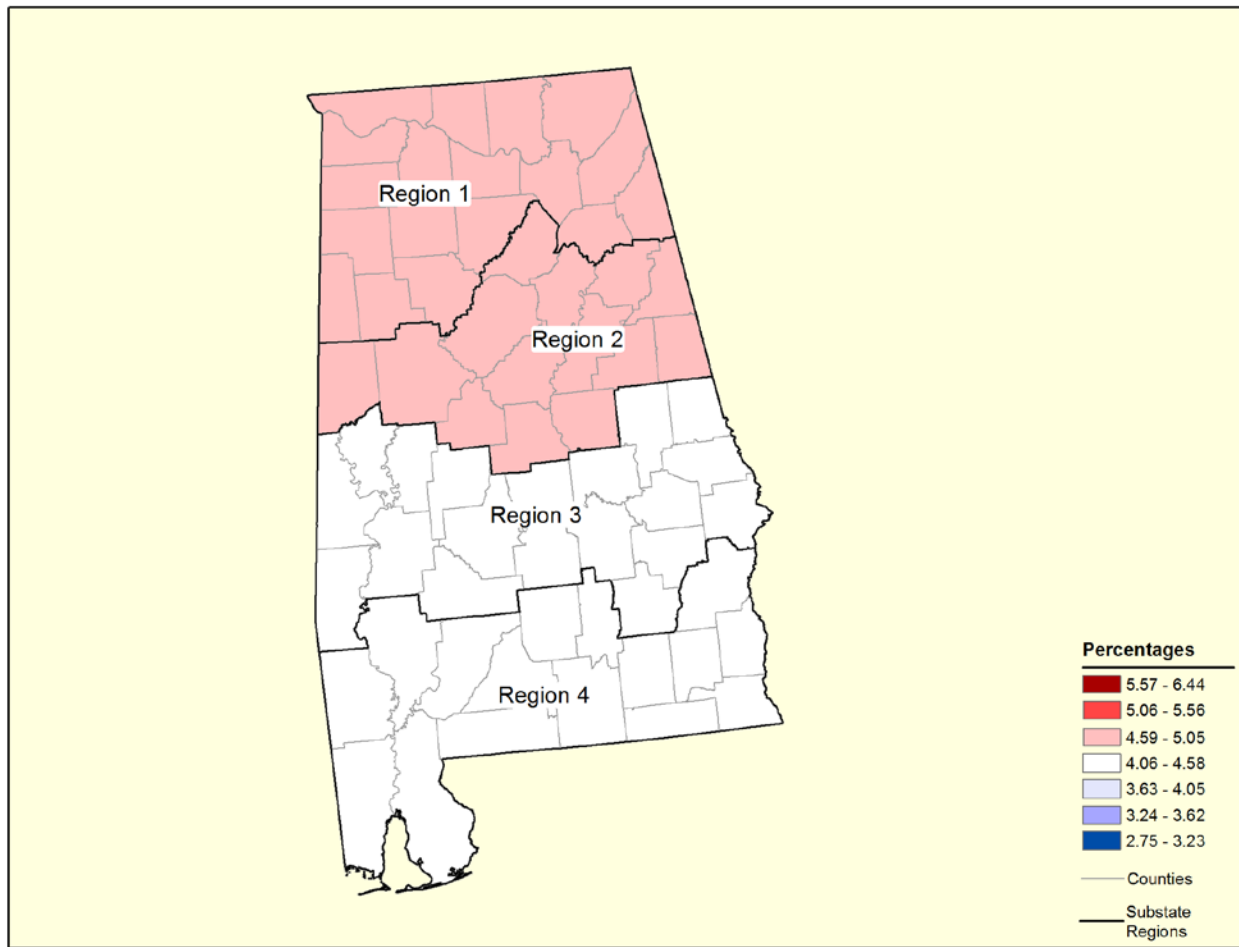 Region 1
Region 2
Region 3
Region 4
Percentages
5.57 - 6.44
5.06 - 5.56
4.59 - 5.05
4.06 - 4.58
3.63 - 4.05
3.24 - 3.62
2.75 - 3.23
Counties
Substate
Regions